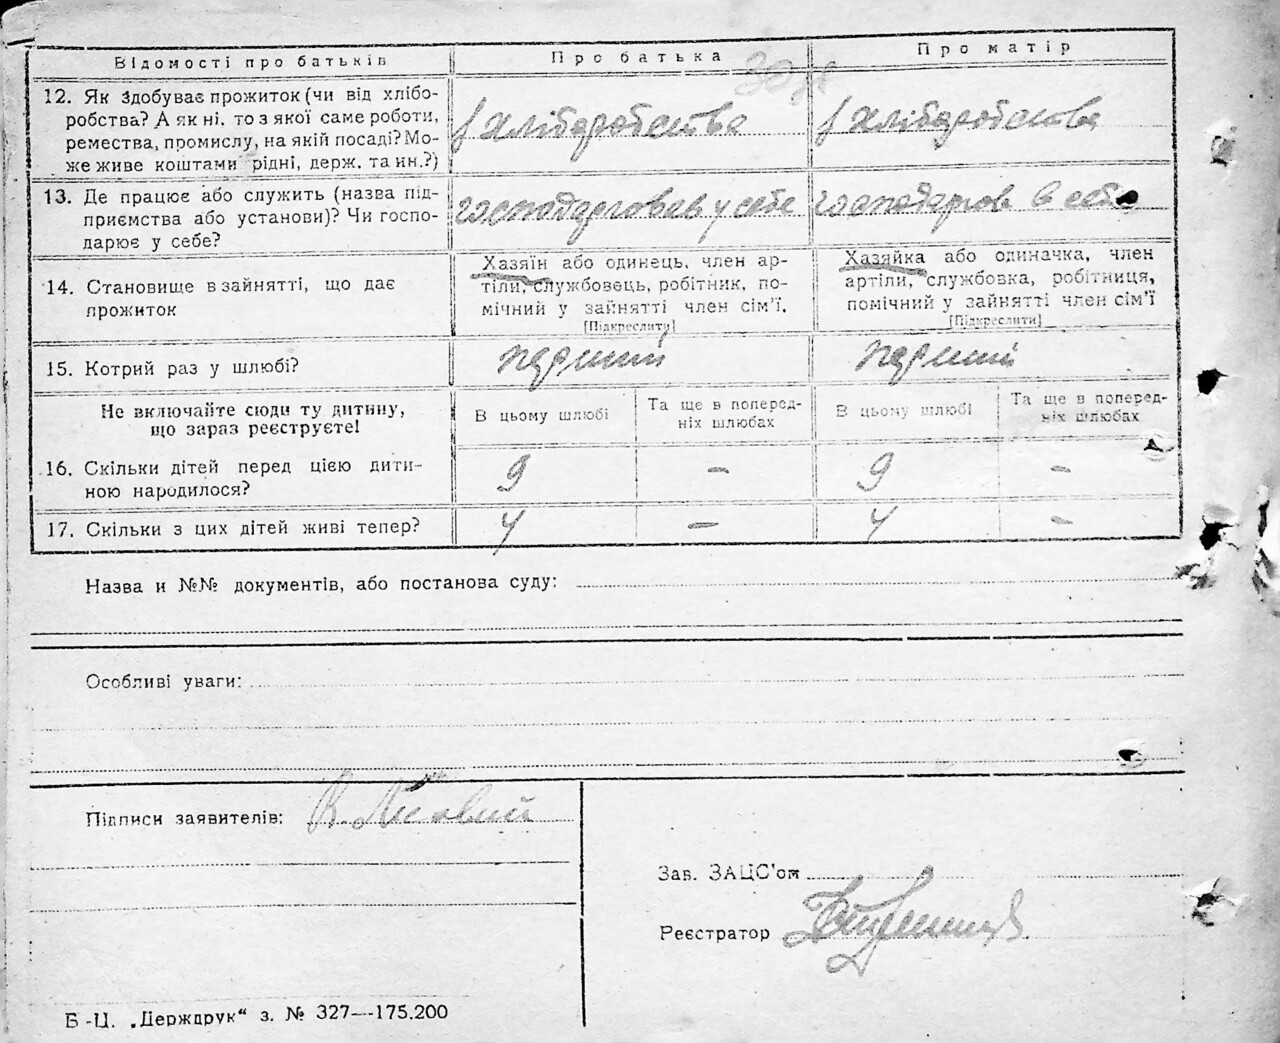 Відомості про батьків
Про батька
Про матір
12. Як здобуває прожиток (чи від хлібо-
робства? А як ні, то з якої саме роботи,
ремества, промислу, на якій посаді? Мо-
же живе коштами рідні, держ. та ин.?)
з хліборобства
з хліборобства
13. Де працює або служить (назва під-
приємства або установи)? Чи госпо-
дарює у себе?
господарював у себе
господарюв в себе
14. Становище в зайнятті, що дає
прожиток
Хазяїн або одинець, член ар-
тіли, службовець, робітник, по-
мічний у зайнятті член сім'ї.
[Підкреслити]
Хазяйка або одиначка, член
артіли, службовка, робітниця,
помічний у зайнятті член сім'ї
[Підкреслити]
15. Котрий раз у шлюбі?
перший
перший
Не включайте сюди ту дитину,
що зараз реєструєте!
В цьому шлюбі
Та ще в поперед-
ніх шлюбах
В цьому шлюбі
Та ще в поперед-
ніх шлюбах
16. Скільки дітей перед цією дити-
ною народилося?
9
–
9
–
17. Скільки з цих дітей живі тепер?
4
–
4
–
Назва и №№ документів, або постанова суду:
Особливі уваги:
Підписи заявителів:
Зав. ЗАЦС'ом
Реєстратор
Б-Ц. „Держдрук“ з. № 327—175.200